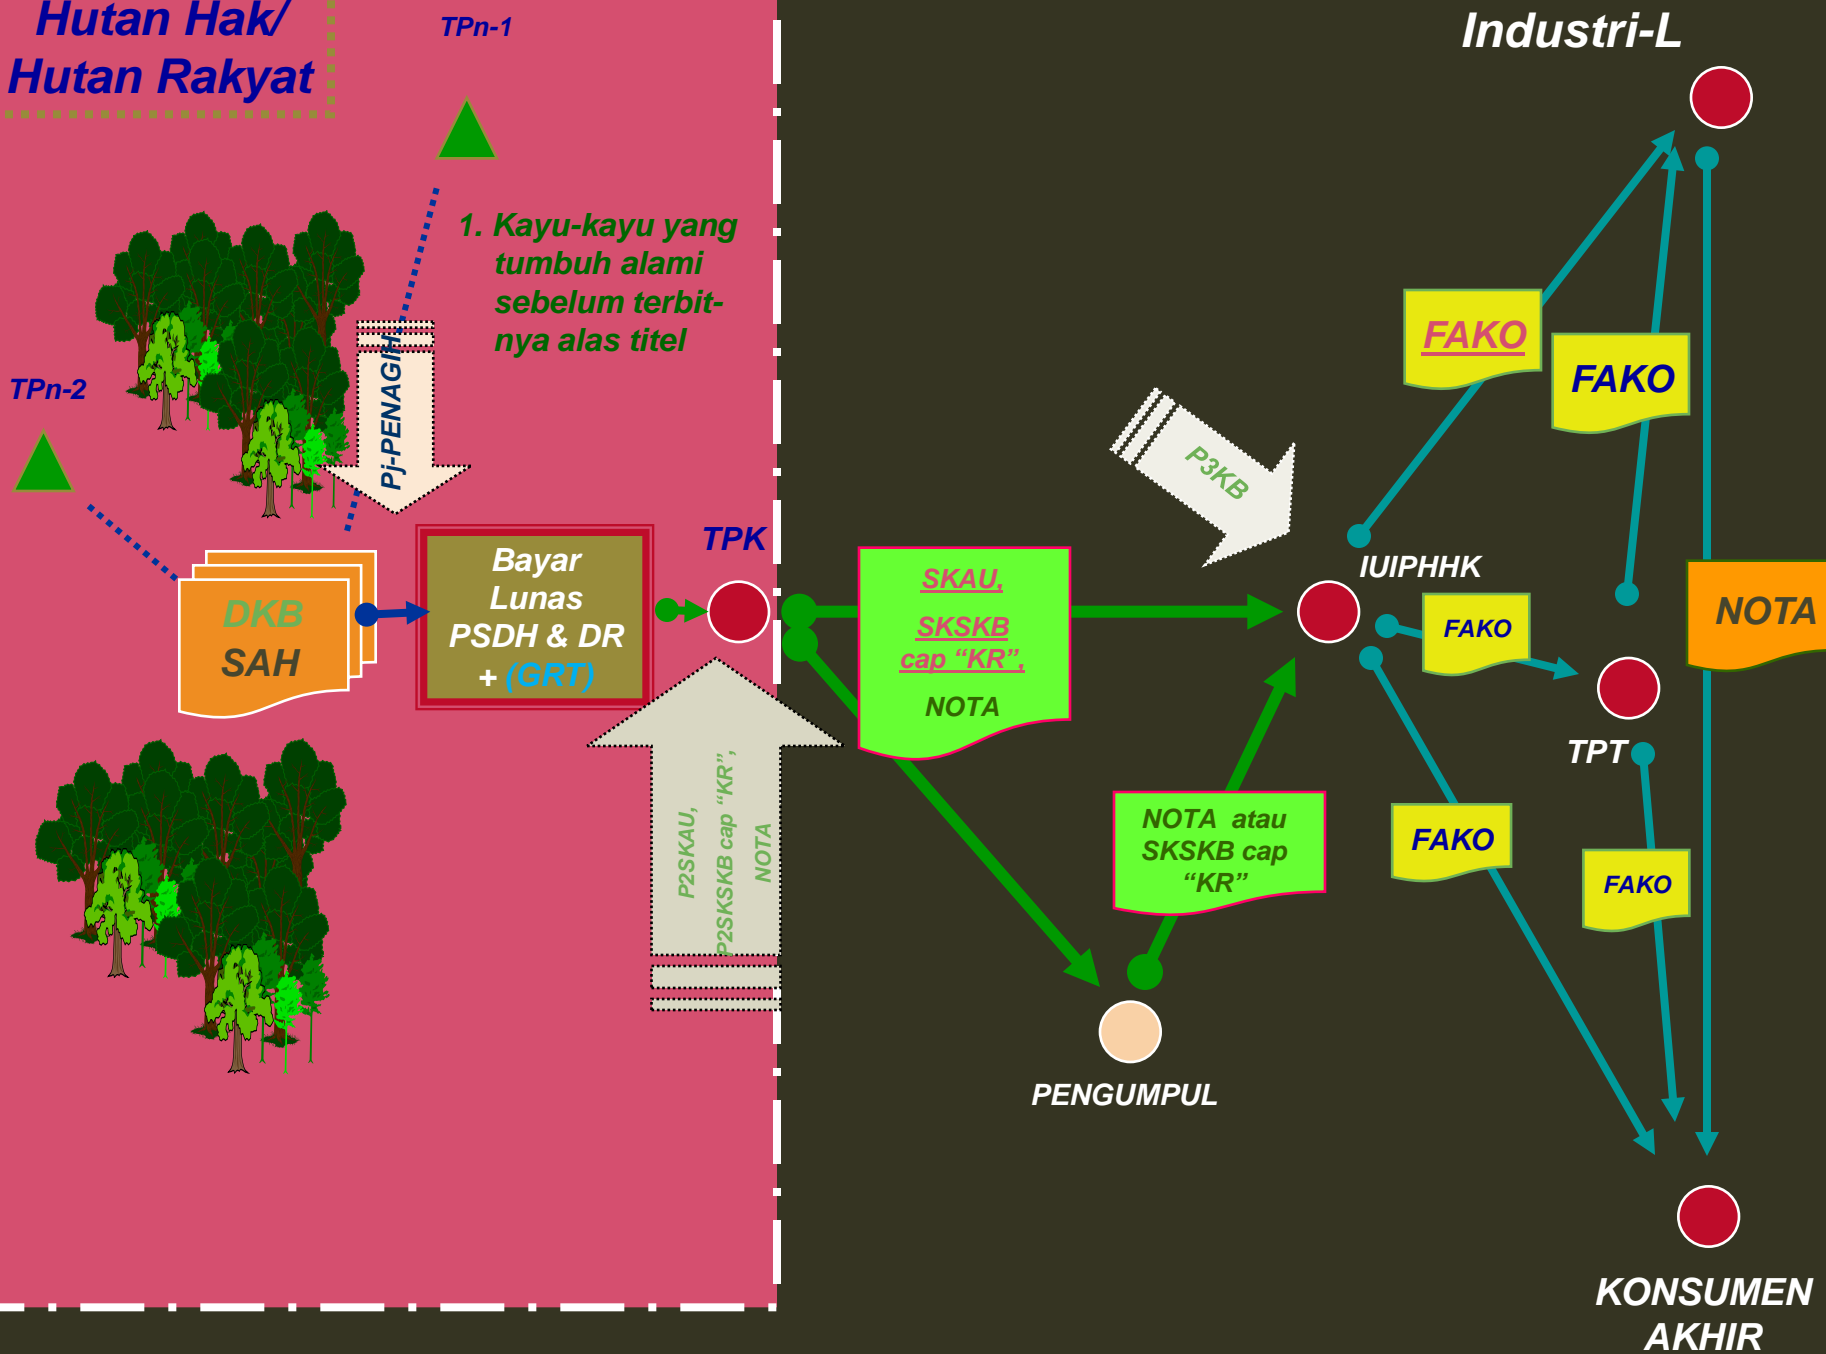 Hutan Hak/
Hutan Rakyat
TPn-1
Industri-L
1. Kayu-kayu yang
tumbuh alami
sebelum terbit-
nya alas titel
TPn-2
Pj-PENAGIH
FAKO
FAKO
P3KB
DKB
SAH
Bayar
Lunas
PSDH & DR
+ (GRT)
TPK
SKAU,
SKSKB
cap “KR”,
NOTA
IUIPHHK
FAKO
NOTA
TPT
P2SKAU,
P2SKSKB cap “KR”,
NOTA
NOTA atau
SKSKB cap
“KR”
FAKO
FAKO
PENGUMPUL
KONSUMEN
AKHIR